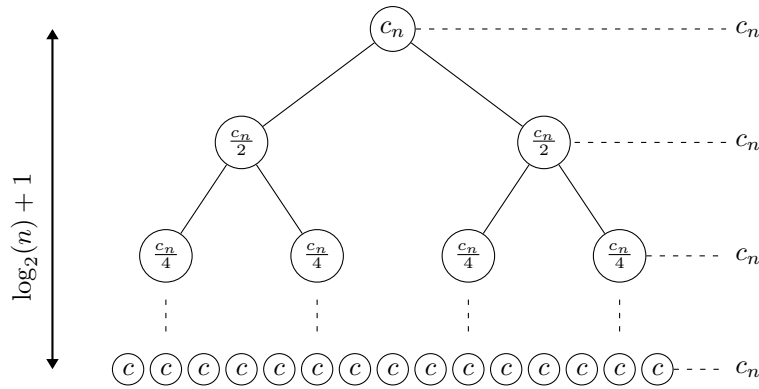 c_n c_n
c_n/2 c_n/2 c_n
c_n/4 c_n/4 c_n/4 c_n/4 c_n
c c c c c c c c c c c c c c c c_n
log_2(n) + 1